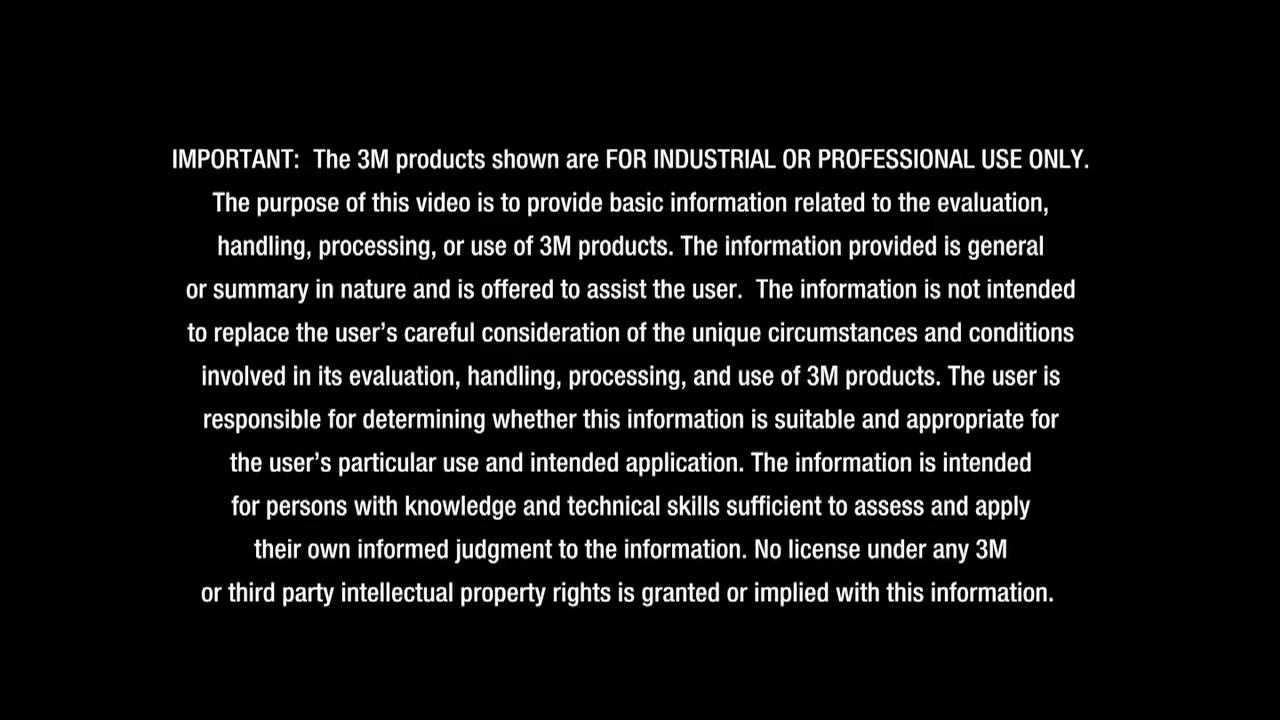 IMPORTANT:  The 3M products shown are FOR INDUSTRIAL OR PROFESSIONAL USE ONLY.
The purpose of this video is to provide basic information related to the evaluation,
handling, processing, or use of 3M products. The information provided is general
or summary in nature and is offered to assist the user.  The information is not intended
to replace the user’s careful consideration of the unique circumstances and conditions
involved in its evaluation, handling, processing, and use of 3M products. The user is
responsible for determining whether this information is suitable and appropriate for
the user’s particular use and intended application. The information is intended
for persons with knowledge and technical skills sufficient to assess and apply
their own informed judgment to the information. No license under any 3M
or third party intellectual property rights is granted or implied with this information.